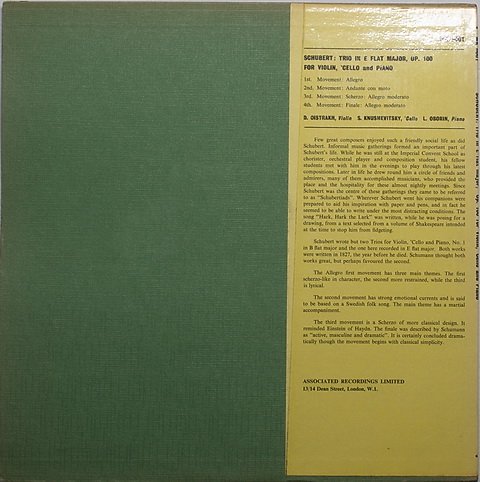 SCHUBERT: TRIO IN E FLAT MAJOR, OP. 100
FOR VIOLIN, 'CELLO and PIANO
1st. Movement: Allegro
2nd. Movement: Andante con moto
3rd. Movement: Scherzo: Allegro moderato
4th. Movement: Finale: Allegro moderato
D. OISTRAKH, Violin S. KNUSHEVITSKY, 'Cello L. OBORIN, Piano
Few great composers enjoyed such a friendly social life as did
Schubert. Informal music gatherings formed an important part of
Schubert's life. While he was still at the Imperial Convent School as
chorister, orchestral player and composition student, his fellow
students met with him in the evenings to play through his latest
compositions. Later in life he drew round him a circle of friends and
admirers, many of them accomplished musicians, who provided the
place and the hospitality for these almost nightly meetings. Since
Schubert was the centre of these gatherings they came to be referred
to as "Schubertiads". Wherever Schubert went his companions were
prepared to aid his inspiration with paper and pens, and in fact he
seemed to be able to write under the most distracting conditions. The
song "Hark, Hark the Lark" was written, while he was posing for a
drawing, from a text selected from a volume of Shakespeare intended
at the time to stop him from fidgeting.
Schubert wrote but two Trios for Violin, 'Cello and Piano, No. 1
in B flat major and the one here recorded in E flat major. Both works
were written in 1827, the year before he died. Schumann thought both
works great, but perhaps favoured the second.
The Allegro first movement has three main themes. The first
scherzo-like in character, the second more restrained, while the third
is lyrical.
The second movement has strong emotional currents and is said
to be based on a Swedish folk song. The main theme has a martial
accompaniment.
The third movement is a Scherzo of more classical design. It
reminded Einstein of Haydn. The finale was described by Schumann
as "active, masculine and dramatic". It is certainly concluded drama-
tically though the movement begins with classical simplicity.
ASSOCIATED RECORDINGS LIMITED
13/14 Dean Street, London, W.1.